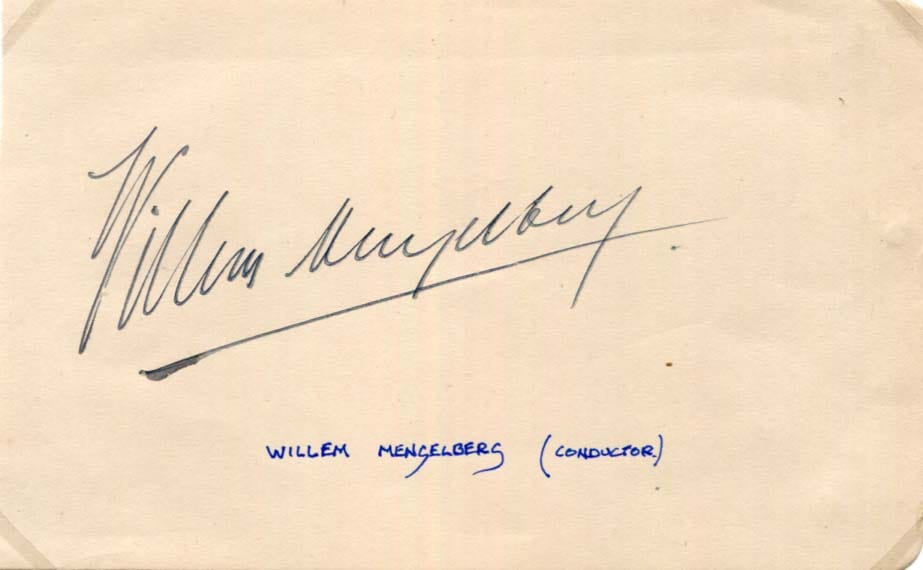 Willem Mengelberg.
WILLEM MENGELBERG (CONDUCTOR)